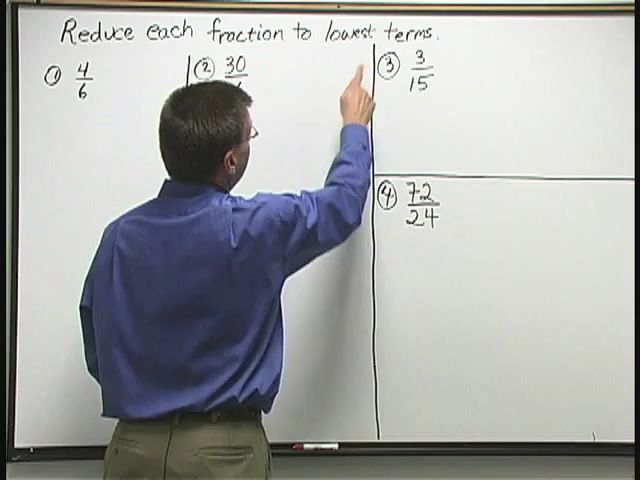 Reduce each fraction to lowest terms.
① 4/6
② 30/
③ 3/15
④ 72/24